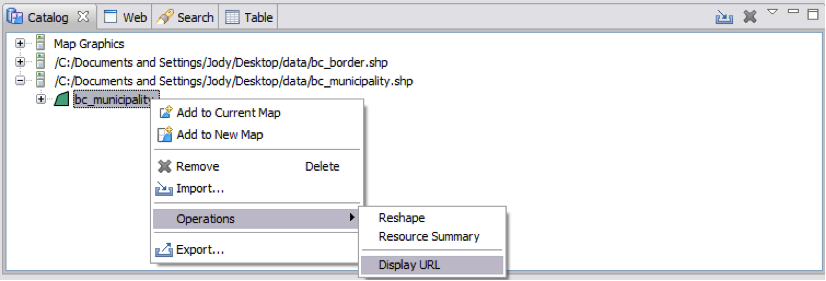 Catalog Web Search Table
Map Graphics
/C:/Documents and Settings/Jody/Desktop/data/bc_border.shp
/C:/Documents and Settings/Jody/Desktop/data/bc_municipality.shp
bc_municipality
Add to Current Map
Add to New Map
Remove Delete
Import...
Operations
Reshape
Resource Summary
Export...
Display URL